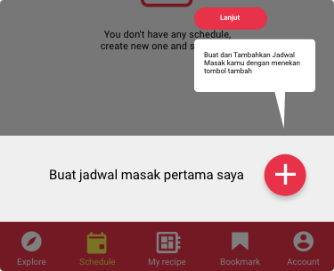 Lanjut
You don't have any schedule,
create new one and s
Buat dan Tambahkan Jadwal
Masak kamu dengan menekan
tombol tambah
Buat jadwal masak pertama saya
Explore
Schedule
My recipe
Bookmark
Account